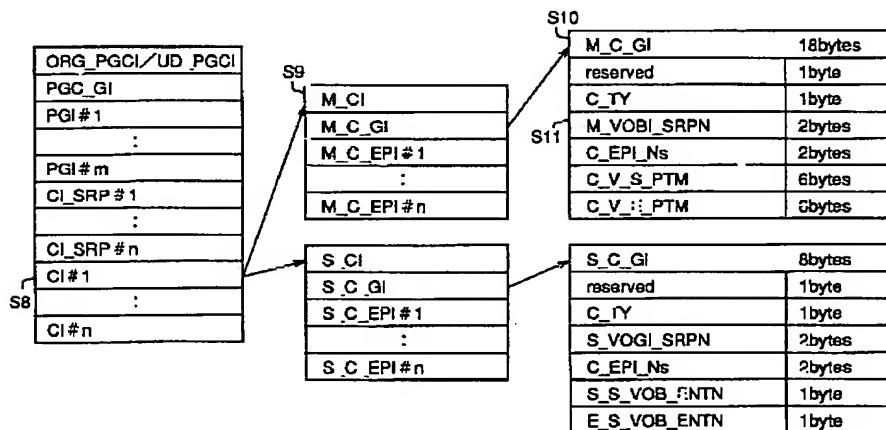 S8
ORG_PGCI/UD_PGCI
PGC_GI
PGI#1
:
PGI#m
CI_SRP#1
:
CI_SRP#n
CI#1
:
CI#n
S9
M_CI
M_C_GI
M_C_EPI#1
:
M_C_EPI#n
S_CI
S_C_GI
S_C_EPI#1
:
S_C_EPI#n
S10
S11
M_C_GI 18bytes
reserved 1byte
C_TY 1byte
M_VOBI_SRPN 2bytes
C_EPI_Ns 2bytes
C_V_S_PTM 6bytes
S_C_GI 8bytes
reserved 1byte
C_TY 1byte
S_VOGI_SRPN 2bytes
C_EPI_Ns 2bytes
S_S_VOB_ENTN 1byte
E_S_VOB_ENTN 1byte